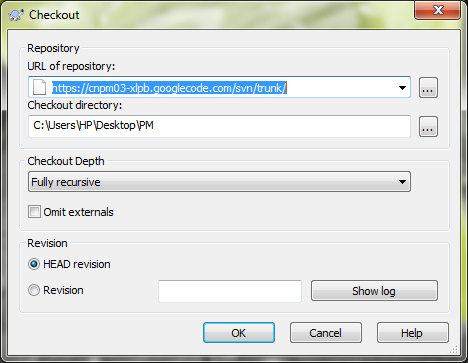 Checkout
Repository
URL of repository:
https://cnpm03-xlpb.googlecode.com/svn/trunk/
...
Checkout directory:
C:\Users\HP\Desktop\PM
...
Checkout Depth
Fully recursive
Omit externals
Revision
HEAD revision
Revision
Show log
OK
Cancel
Help